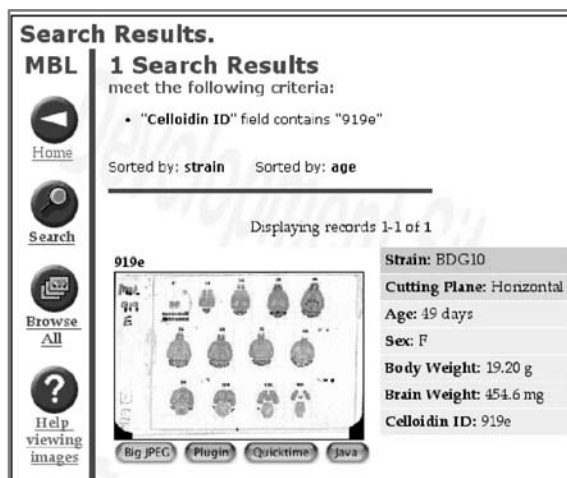 Search Results.
MBL
Home
Search
Browse
All
Help
viewing
images
1 Search Results
meet the following criteria:
• "Celloidin ID" field contains "919e"
Sorted by: strain Sorted by: age
Displaying records 1-1 of 1
919e
919
E
Big JPEG Plugin Quicktime Java
Strain: BDG10
Cutting Plane: Horizontal
Age: 49 days
Sex: F
Body Weight: 19.20 g
Brain Weight: 454.6 mg
Celloidin ID: 919e
Development Sit